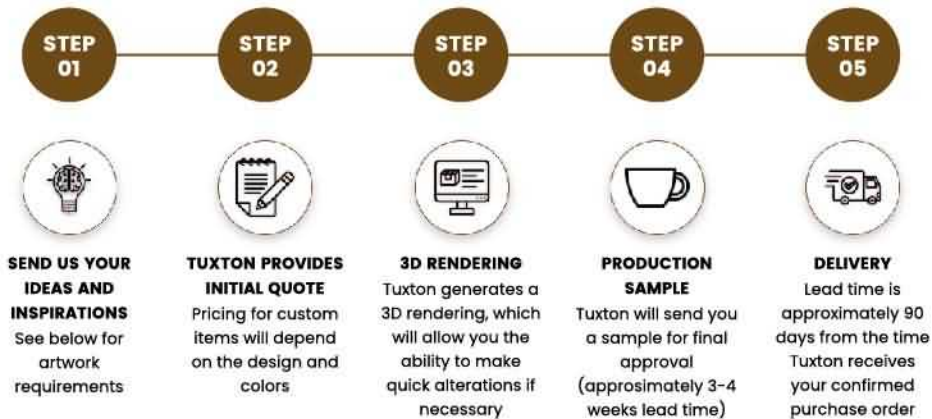 STEP
01
STEP
02
STEP
03
STEP
04
STEP
05
SEND US YOUR
IDEAS AND
INSPIRATIONS
See below for
artwork
requirements
TUXTON PROVIDES
INITIAL QUOTE
Pricing for custom
items will depend
on the design and
colors
3D RENDERING
Tuxton generates a
3D rendering, which
will allow you the
ability to make
quick alterations if
necessary
PRODUCTION
SAMPLE
Tuxton will send you
a sample for final
approval
(approsimately 3-4
weeks lead time)
DELIVERY
Lead time is
approximately 90
days from the time
Tuxton receives
your confirmed
purchase order